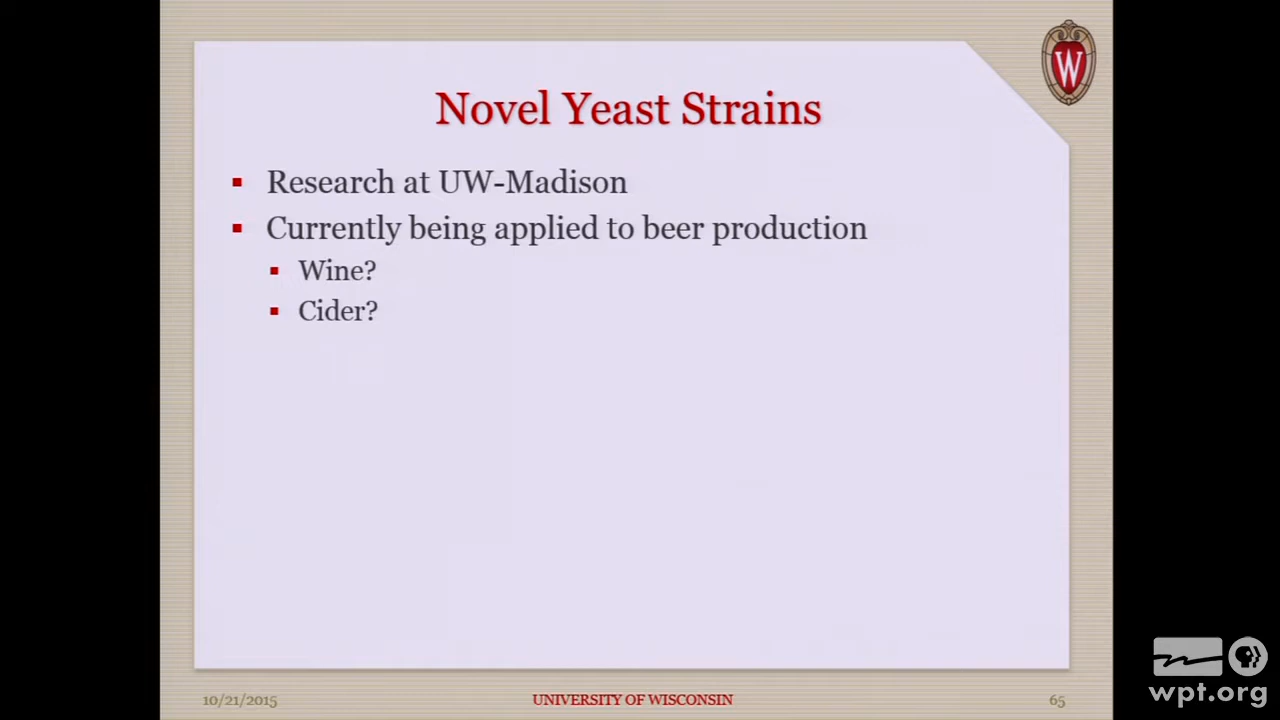 W
Novel Yeast Strains
Research at UW-Madison
Currently being applied to beer production
Wine?
Cider?
10/21/2015
UNIVERSITY OF WISCONSIN
65
wpt.org